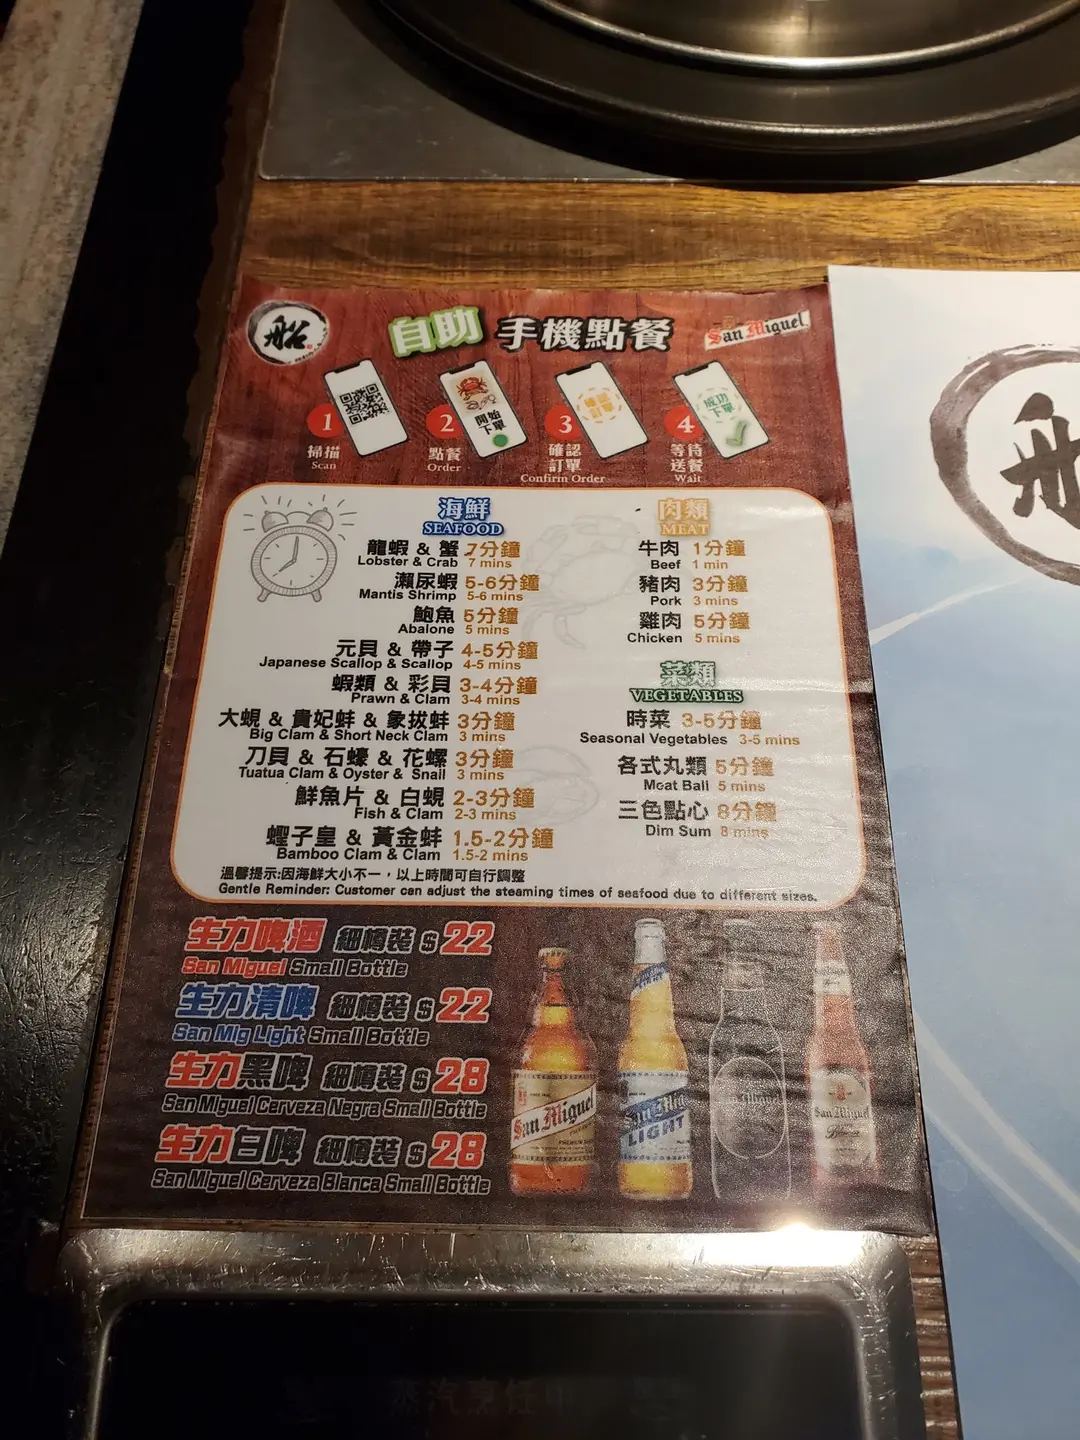 船
自助 手機點餐
San Miguel
1
掃描
Scan
2
點餐
Order
開始
下單
3
確認
訂單
Confirm Order
確認
訂單
4
等待
送餐
Wait
成功
下單
海鮮
SEAFOOD
龍蝦 & 蟹 7分鐘
Lobster & Crab 7 mins
瀨尿蝦 5-6分鐘
Mantis Shrimp 5-6 mins
鮑魚 5分鐘
Abalone 5 mins
元貝 & 帶子 4-5分鐘
Japanese Scallop & Scallop 4-5 mins
蝦類 & 彩貝 3-4分鐘
Prawn & Clam 3-4 mins
大蜆 & 貴妃蚌 & 象拔蚌 3分鐘
Big Clam & Short Neck Clam 3 mins
刀貝 & 石蠔 & 花螺 3分鐘
Tuatua Clam & Oyster & Snail 3 mins
鮮魚片 & 白蜆 2-3分鐘
Fish & Clam 2-3 mins
蟶子皇 & 黃金蚌 1.5-2分鐘
Bamboo Clam & Clam 1.5-2 mins
肉類
MEAT
牛肉 1分鐘
Beef 1 min
豬肉 3分鐘
Pork 3 mins
雞肉 5分鐘
Chicken 5 mins
菜類
VEGETABLES
時菜 3-5分鐘
Seasonal Vegetables 3-5 mins
各式丸類 5分鐘
Meat Ball 5 mins
三色點心 8分鐘
Dim Sum 8 mins
溫馨提示:因海鮮大小不一，以上時間可自行調整
Gentle Reminder: Customer can adjust the steaming times of seafood due to different sizes.
生力啤酒 細樽裝 $22
San Miguel Small Bottle
生力清啤 細樽裝 $22
San Mig Light Small Bottle
生力黑啤 細樽裝 $28
San Miguel Cerveza Negra Small Bottle
生力白啤 細樽裝 $28
San Miguel Cerveza Blanca Small Bottle
San Miguel
San Mig
LIGHT
San Miguel
San Miguel
船
蒸汽烹飪中